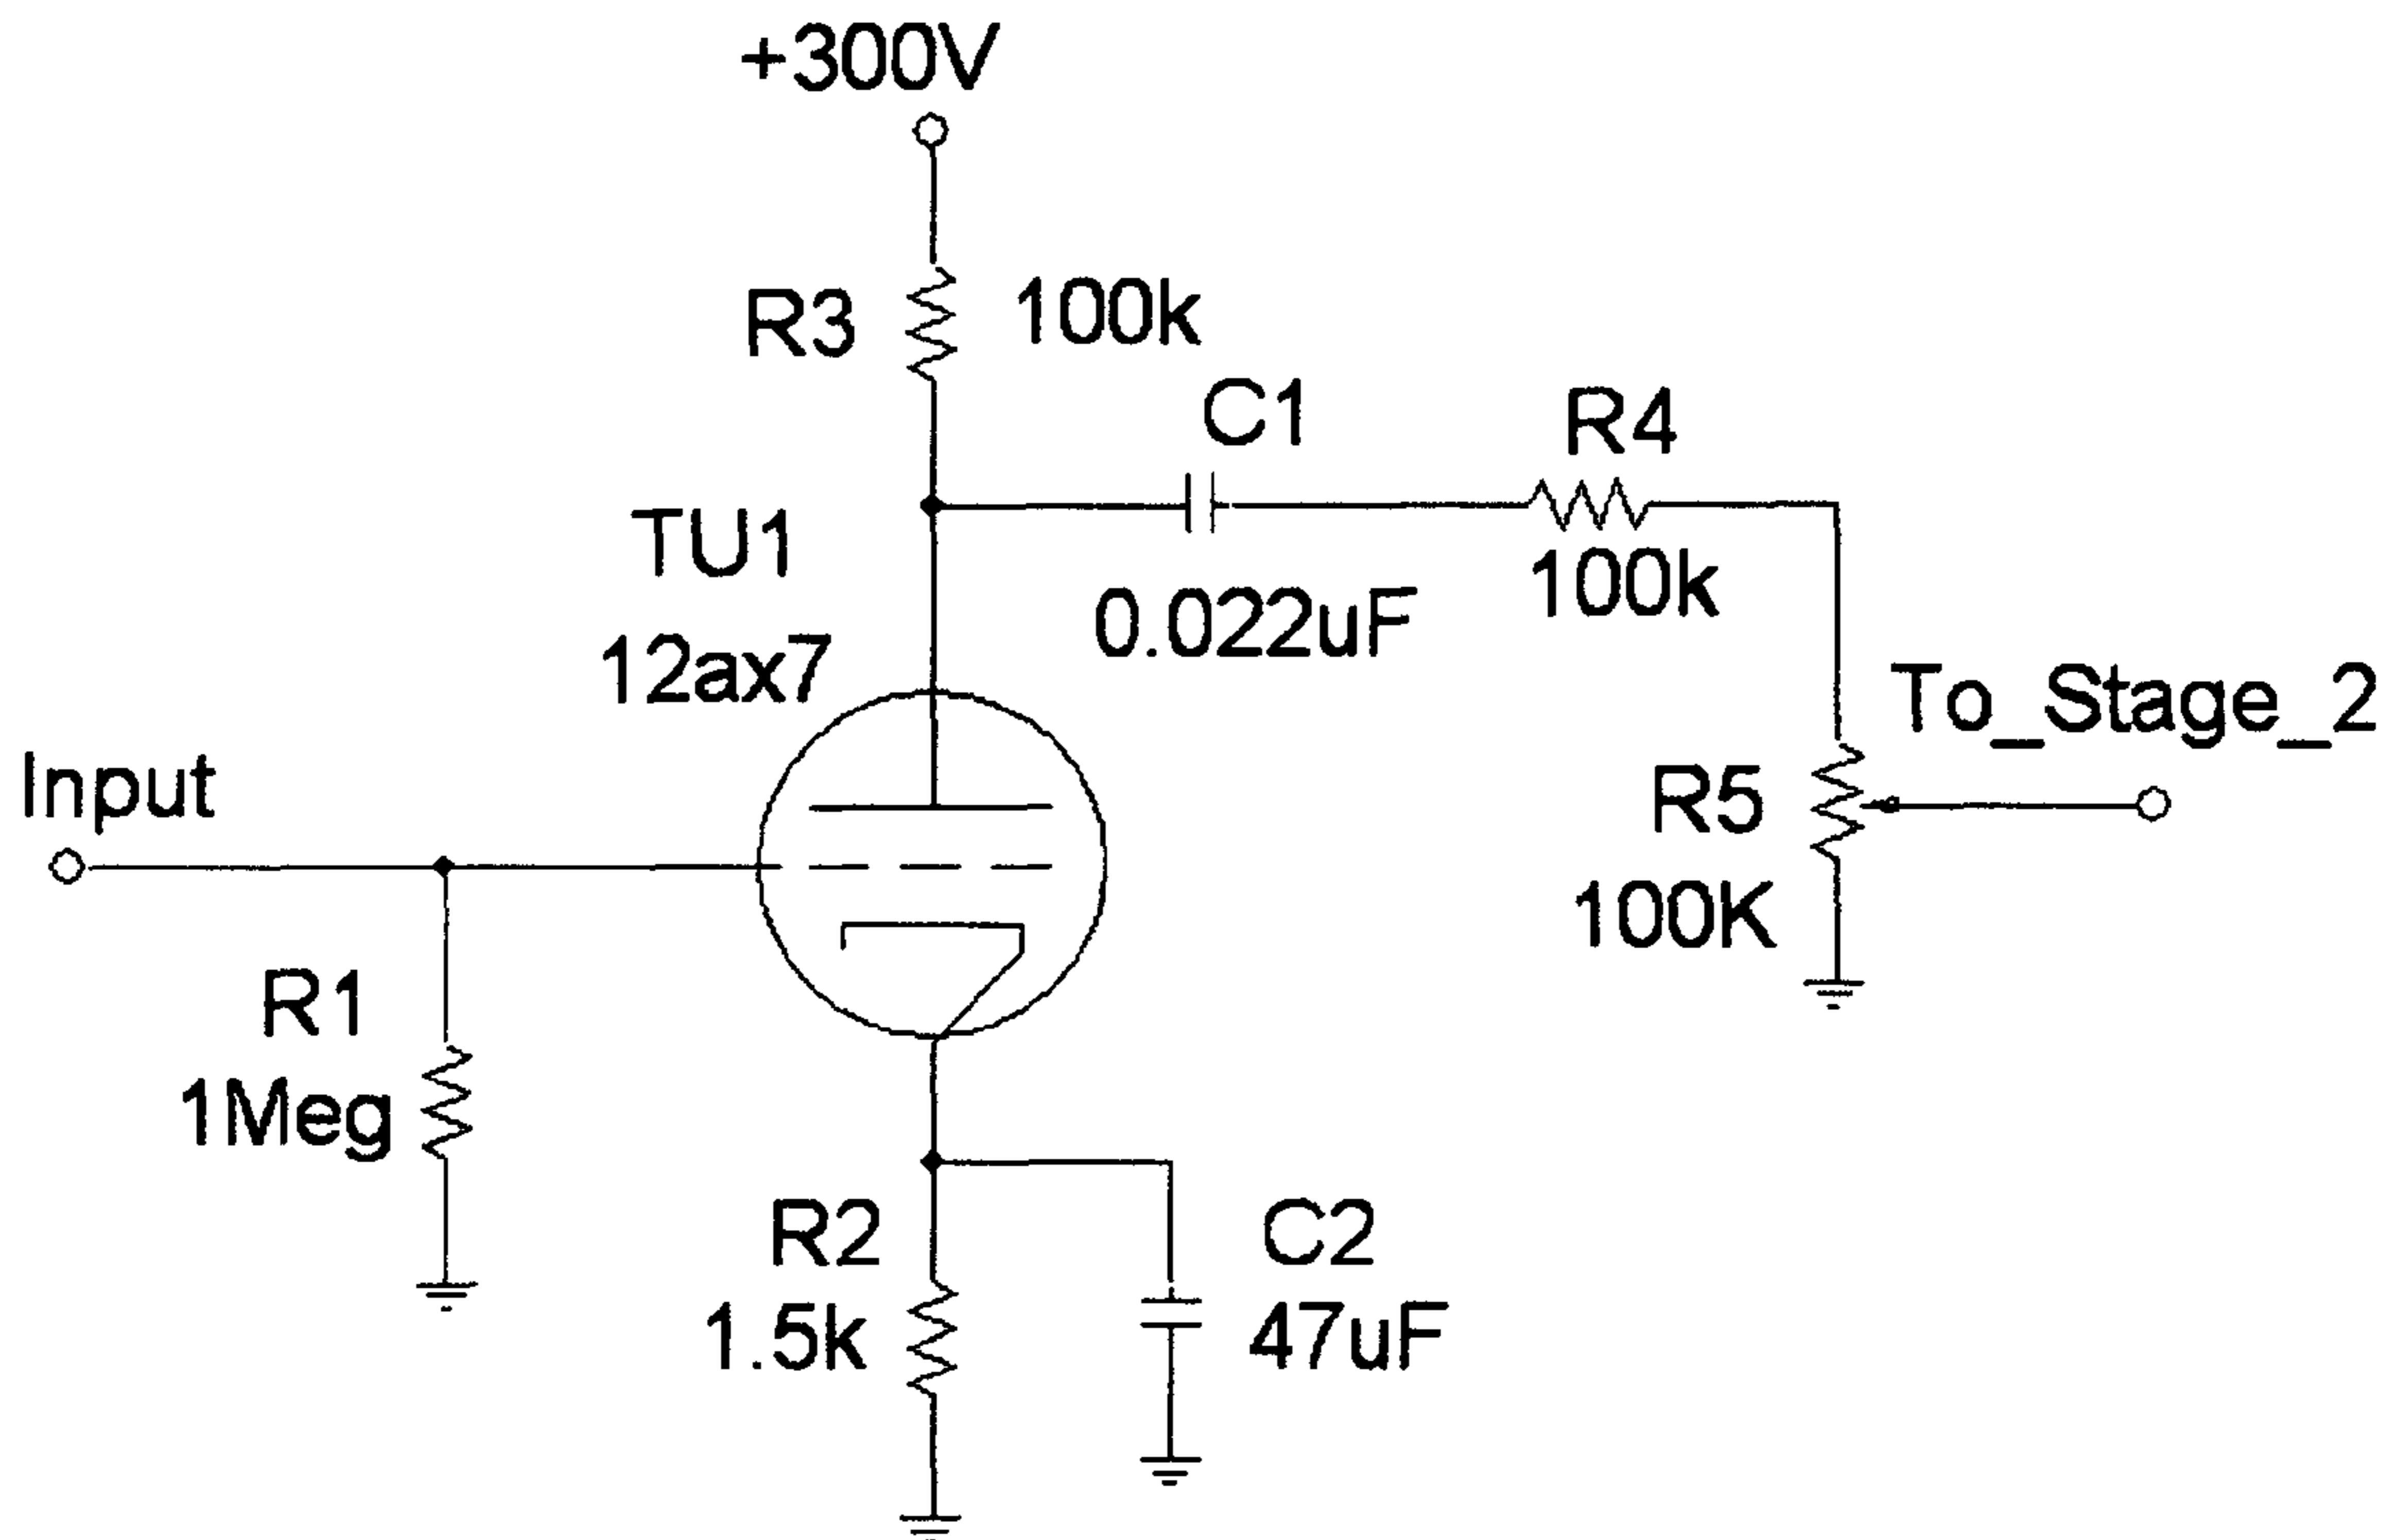 +300V
R3
100k
C1
0.022uF
R4
100k
TU1
12ax7
To_Stage_2
Input
R5
100K
R1
1Meg
R2
1.5k
C2
47uF